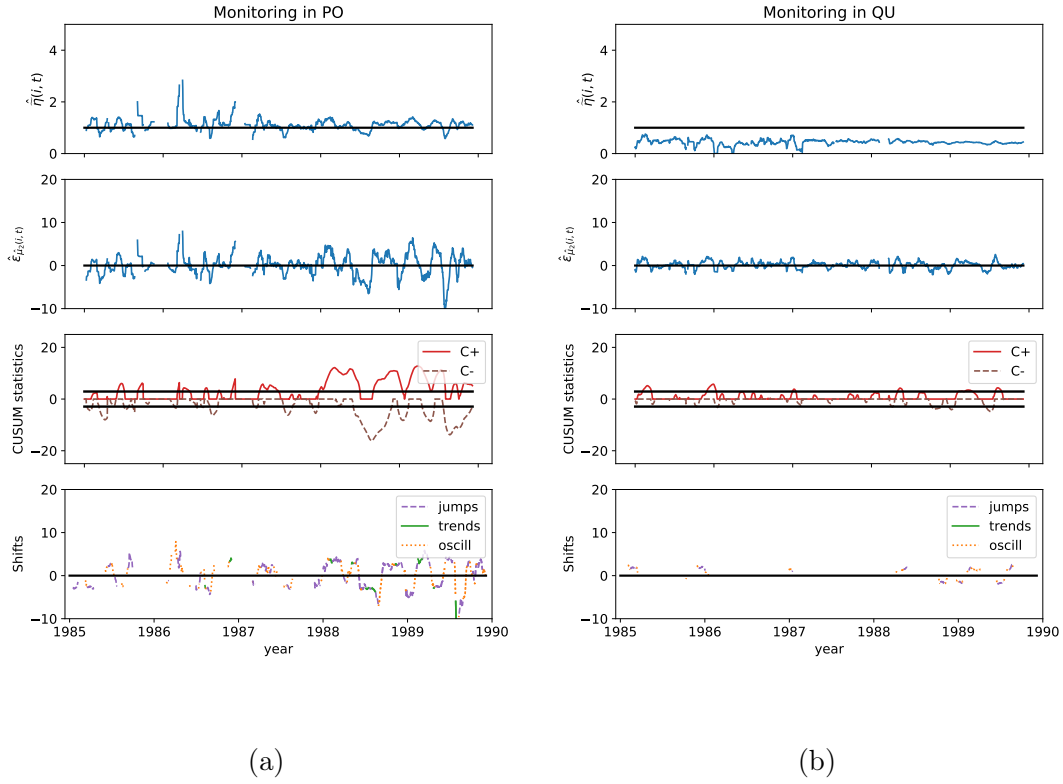 Monitoring in PO
4
2
0
η̂̄(i, t)
20
10
0
−10
ε̂_{μ̂₂(i,t)}
20
0
−20
CUSUM statistics
C+
C-
20
10
0
−10
Shifts
jumps
trends
oscill
1985 1986 1987 1988 1989 1990
year
(a)
Monitoring in QU
4
2
0
η̂̄(i, t)
20
10
0
−10
ε̂_{μ̂₂(i,t)}
20
0
−20
CUSUM statistics
C+
C-
20
10
0
−10
Shifts
jumps
trends
oscill
1985 1986 1987 1988 1989 1990
year
(b)